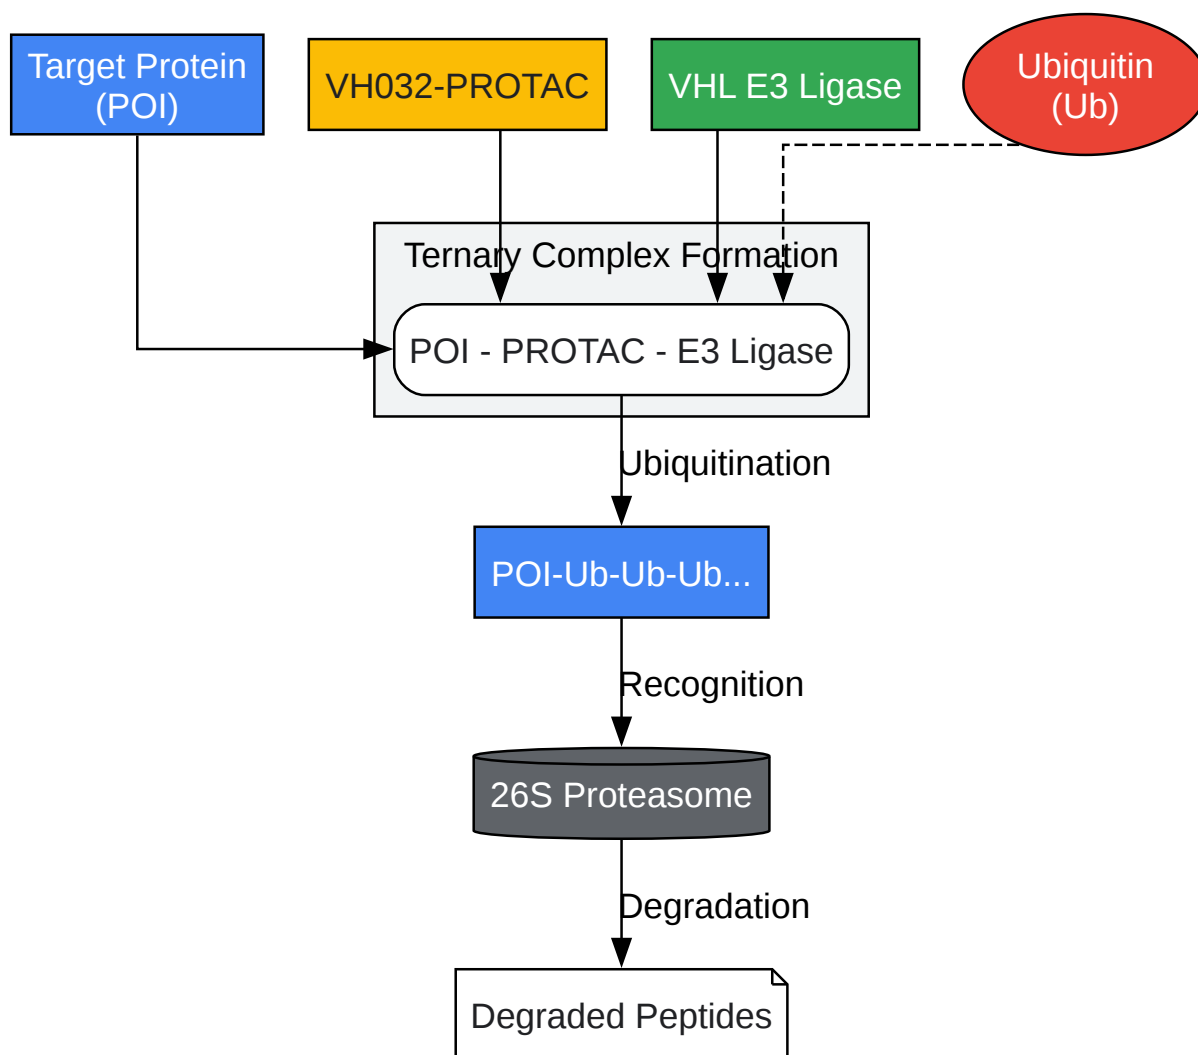 Target Protein
(POI)
VH032-PROTAC
VHL E3 Ligase
Ubiquitin
(Ub)
Ternary Complex Formation
POI - PROTAC - E3 Ligase
Ubiquitination
POI-Ub-Ub-Ub...
Recognition
26S Proteasome
Degradation
Degraded Peptides